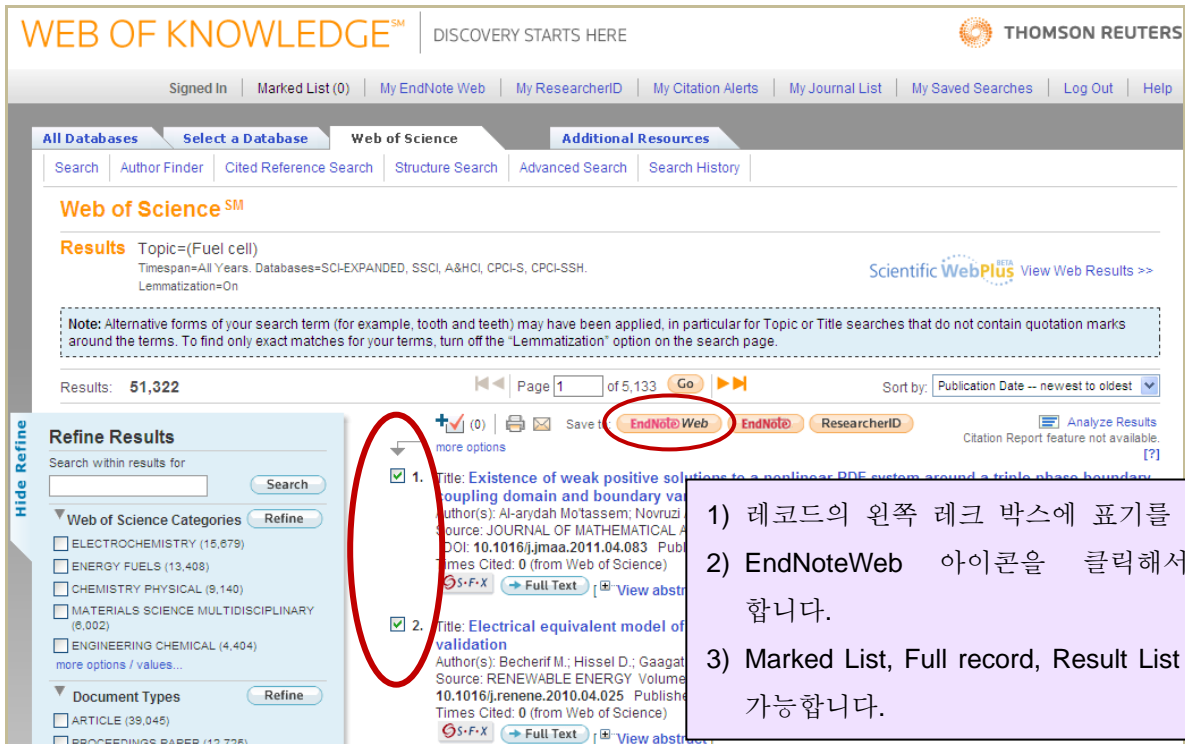 WEB OF KNOWLEDGE℠ DISCOVERY STARTS HERE
THOMSON REUTERS
Signed In | Marked List (0) | My EndNote Web | My ResearcherID | My Citation Alerts | My Journal List | My Saved Searches | Log Out | Help
All Databases Select a Database Web of Science Additional Resources
Search | Author Finder | Cited Reference Search | Structure Search | Advanced Search | Search History
Web of Science ℠
Results Topic=(Fuel cell)
Timespan=All Years. Databases=SCI-EXPANDED, SSCI, A&HCI, CPCI-S, CPCI-SSH.
Lemmatization=On
Scientific WebPlus BETA View Web Results >>
Note: Alternative forms of your search term (for example, tooth and teeth) may have been applied, in particular for Topic or Title searches that do not contain quotation marks
around the terms. To find only exact matches for your terms, turn off the "Lemmatization" option on the search page.
Results: 51,322 Page 1 of 5,133 Go Sort by: Publication Date -- newest to oldest
Hide Refine
Refine Results
Search within results for
Search
Web of Science Categories Refine
ELECTROCHEMISTRY (15,679)
ENERGY FUELS (13,408)
CHEMISTRY PHYSICAL (9,140)
MATERIALS SCIENCE MULTIDISCIPLINARY
(6,002)
ENGINEERING CHEMICAL (4,404)
more options / values...
Document Types Refine
ARTICLE (39,045)
PROCEEDINGS PAPER (12,725)
(0) Save to: EndNote Web EndNote ResearcherID
more options
Analyze Results
Citation Report feature not available.
[?]
1. Title: Existence of weak positive solutions to a nonlinear PDE system around a triple phase boundary
coupling domain and boundary var
Author(s): Al-arydah Mo'tassem; Novruzi
Source: JOURNAL OF MATHEMATICAL A
DOI: 10.1016/j.jmaa.2011.04.083 Publ
Times Cited: 0 (from Web of Science)
S·F·X Full Text [ View abstr
2. Title: Electrical equivalent model of
validation
Author(s): Becherif M.; Hissel D.; Gaagat
Source: RENEWABLE ENERGY Volume
10.1016/j.renene.2010.04.025 Publishe
Times Cited: 0 (from Web of Science)
S·F·X Full Text [ View abstract
1) 레코드의 왼쪽 레크 박스에 표기를
2) EndNoteWeb 아이콘을 클릭해서
합니다.
3) Marked List, Full record, Result List
가능합니다.